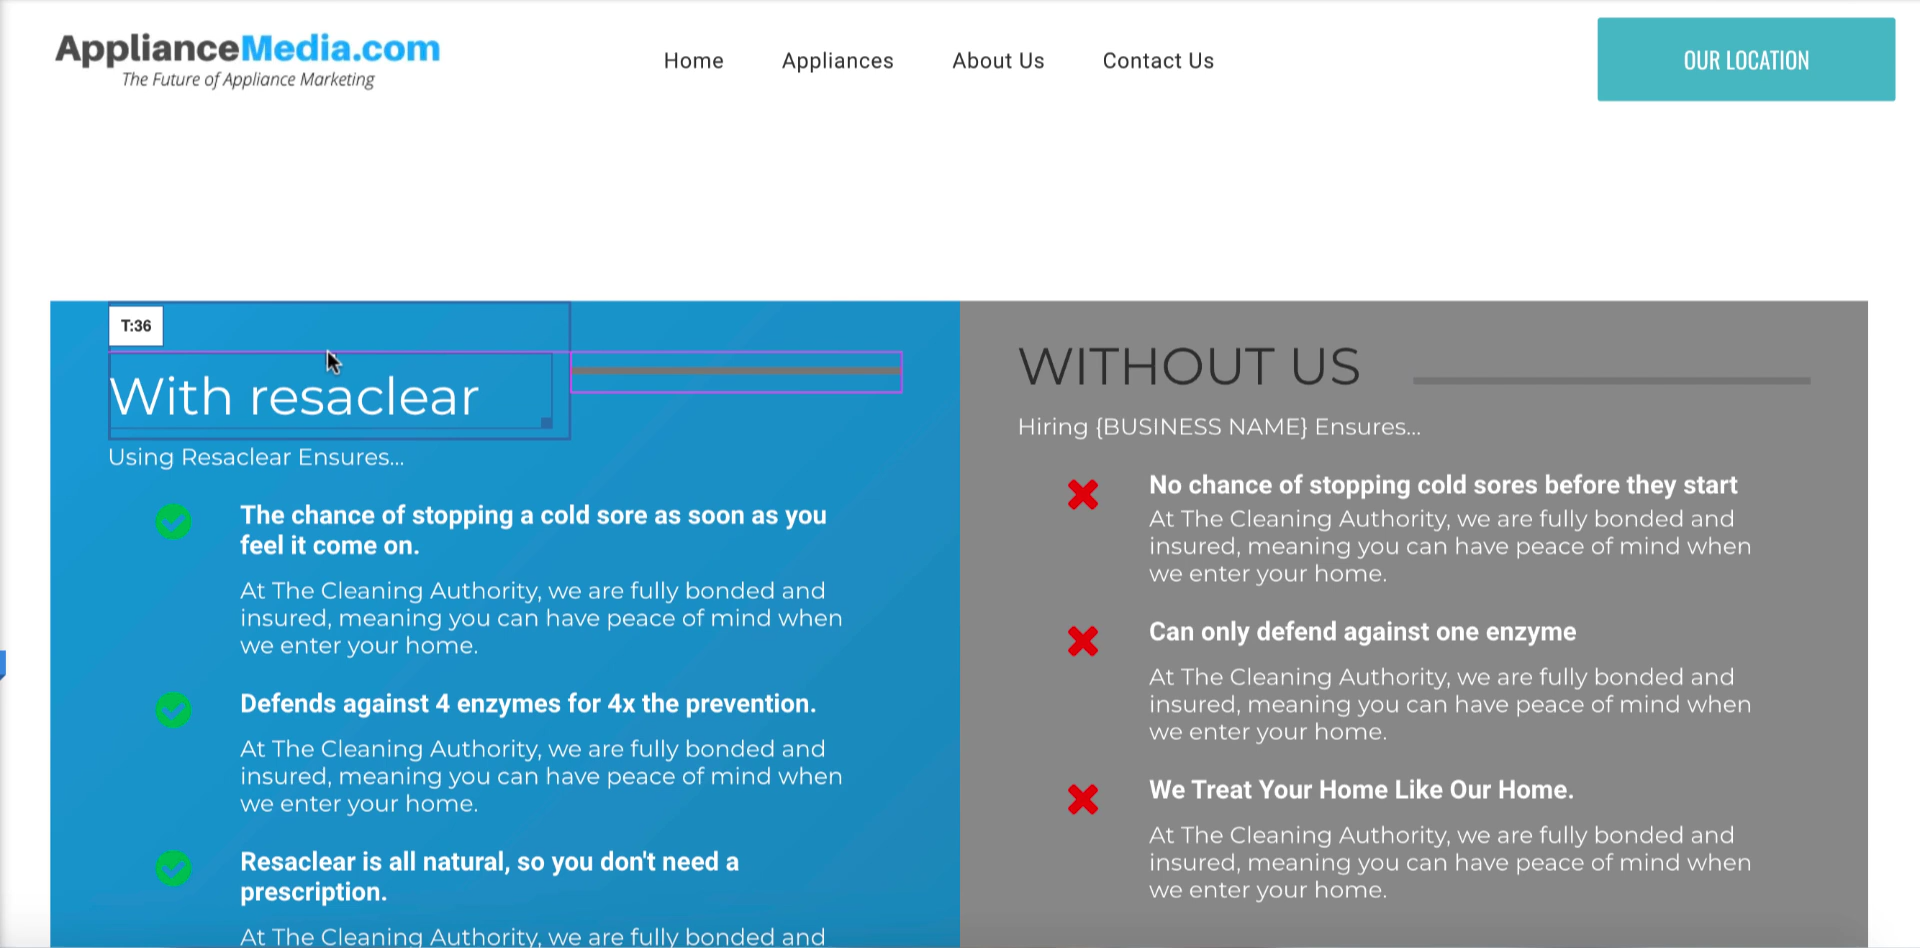 ApplianceMedia.com
The Future of Appliance Marketing
Home Appliances About Us Contact Us
OUR LOCATION
T:36
With resaclear
Using Resaclear Ensures...
The chance of stopping a cold sore as soon as you
feel it come on.
At The Cleaning Authority, we are fully bonded and
insured, meaning you can have peace of mind when
we enter your home.
Defends against 4 enzymes for 4x the prevention.
At The Cleaning Authority, we are fully bonded and
insured, meaning you can have peace of mind when
we enter your home.
Resaclear is all natural, so you don't need a
prescription.
At The Cleaning Authority, we are fully bonded and
WITHOUT US
Hiring {BUSINESS NAME} Ensures...
No chance of stopping cold sores before they start
At The Cleaning Authority, we are fully bonded and
insured, meaning you can have peace of mind when
we enter your home.
Can only defend against one enzyme
At The Cleaning Authority, we are fully bonded and
insured, meaning you can have peace of mind when
we enter your home.
We Treat Your Home Like Our Home.
At The Cleaning Authority, we are fully bonded and
insured, meaning you can have peace of mind when
we enter your home.